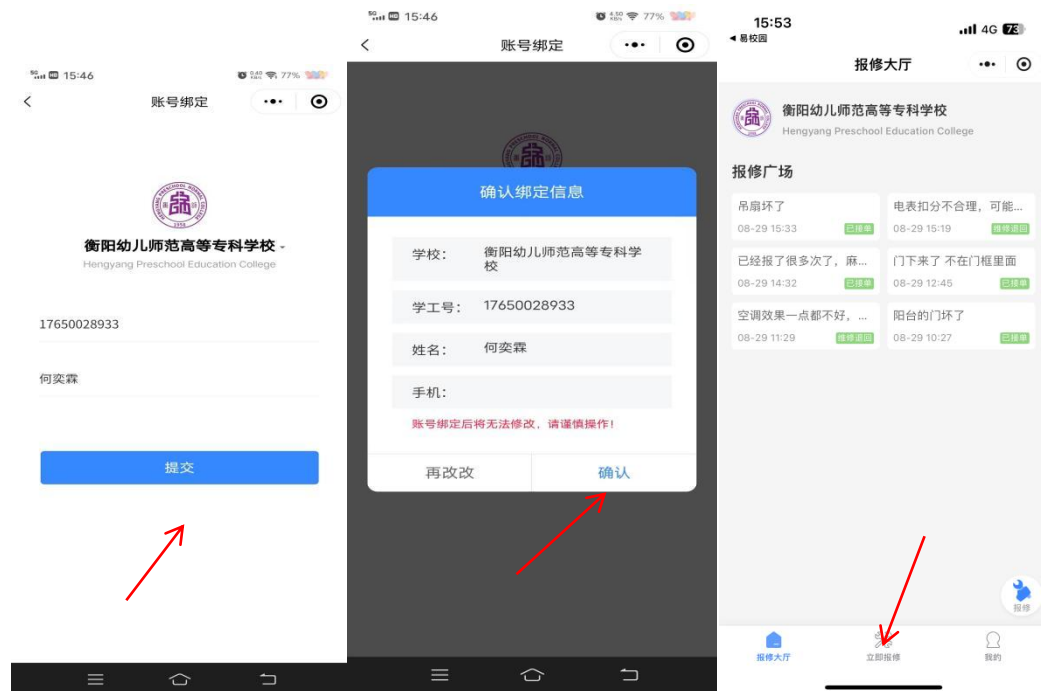 5G HD 15:46 77%
账号绑定
衡阳幼儿师范高等专科学校
Hengyang Preschool Education College
17650028933
何奕霖
提交
5G HD 15:46 4.50 KB/s 77%
账号绑定
确认绑定信息
学校： 衡阳幼儿师范高等专科学
校
学工号： 17650028933
姓名： 何奕霖
手机：
账号绑定后将无法修改，请谨慎操作！
再改改 确认
15:53 4G 73
易校园
报修大厅
衡阳幼儿师范高等专科学校
Hengyang Preschool Education College
报修广场
吊扇坏了
08-29 15:33 已接单
电表扣分不合理，可能...
08-29 15:19 维修退回
已经报了很多次了，麻...
08-29 14:32 已接单
门下来了 不在门框里面
08-29 12:45 已接单
空调效果一点都不好，...
08-29 11:29 维修退回
阳台的门坏了
08-29 10:27 已接单
报修
报修大厅 立即报修 我的